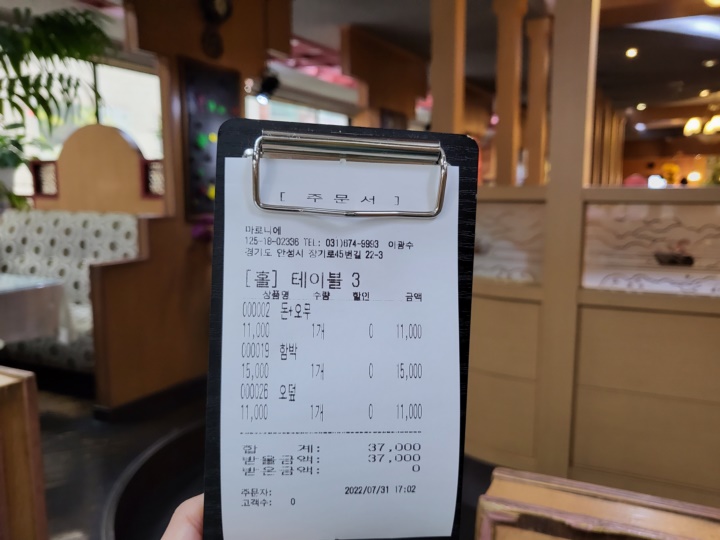 [ 주 문 서 ]
마로니에
125-18-02336 TEL: 031)674-9993 이광수
경기도 안성시 장기로45번길 22-3
[홀] 테이블 3
상품명 수량 할인 금액
000002 돈+오무
11,000 1개 0 11,000
000019 함박
15,000 1개 0 15,000
000026 오덮
11,000 1개 0 11,000
합 계: 37,000
받을금액: 37,000
받은금액: 0
주문자: 2022/07/31 17:02
고객수: 0